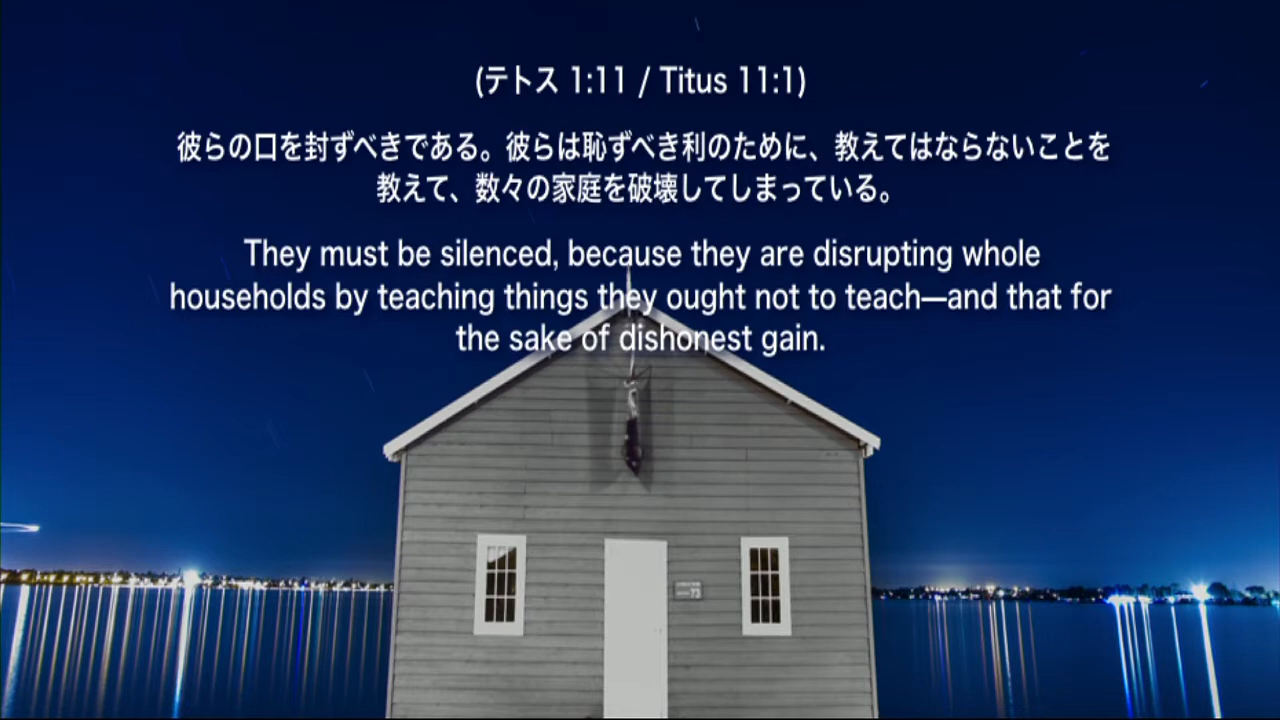 (テトス 1:11 / Titus 11:1)
彼らの口を封ずべきである。彼らは恥ずべき利のために、教えてはならないことを
教えて、数々の家庭を破壊してしまっている。
They must be silenced, because they are disrupting whole
households by teaching things they ought not to teach—and that for
the sake of dishonest gain.
73